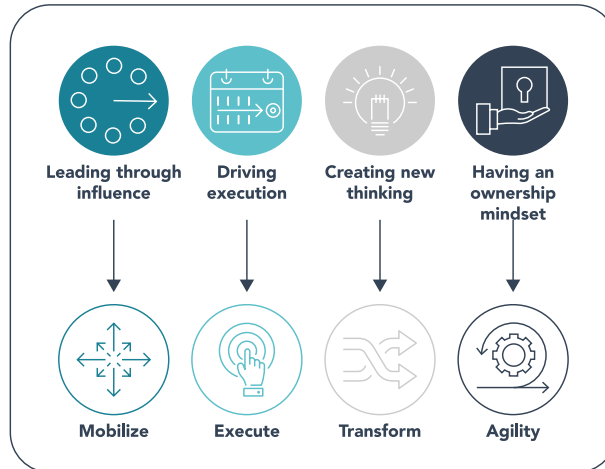 Leading through
influence
Driving
execution
Creating new
thinking
Having an
ownership
mindset
Mobilize
Execute
Transform
Agility